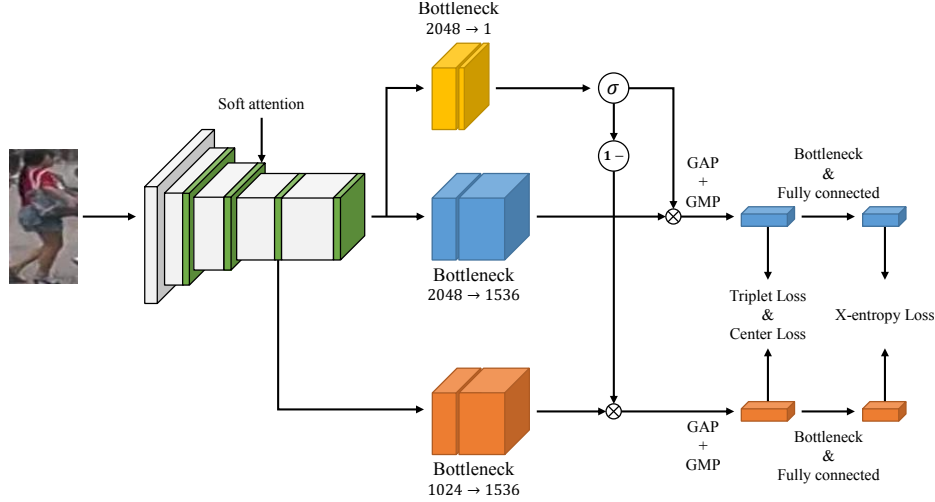 Bottleneck
2048 → 1
Soft attention
σ
1 −
GAP
+
GMP
Bottleneck
&
Fully connected
Bottleneck
2048 → 1536
Triplet Loss
&
Center Loss
X-entropy Loss
GAP
+
GMP
Bottleneck
&
Fully connected
Bottleneck
1024 → 1536